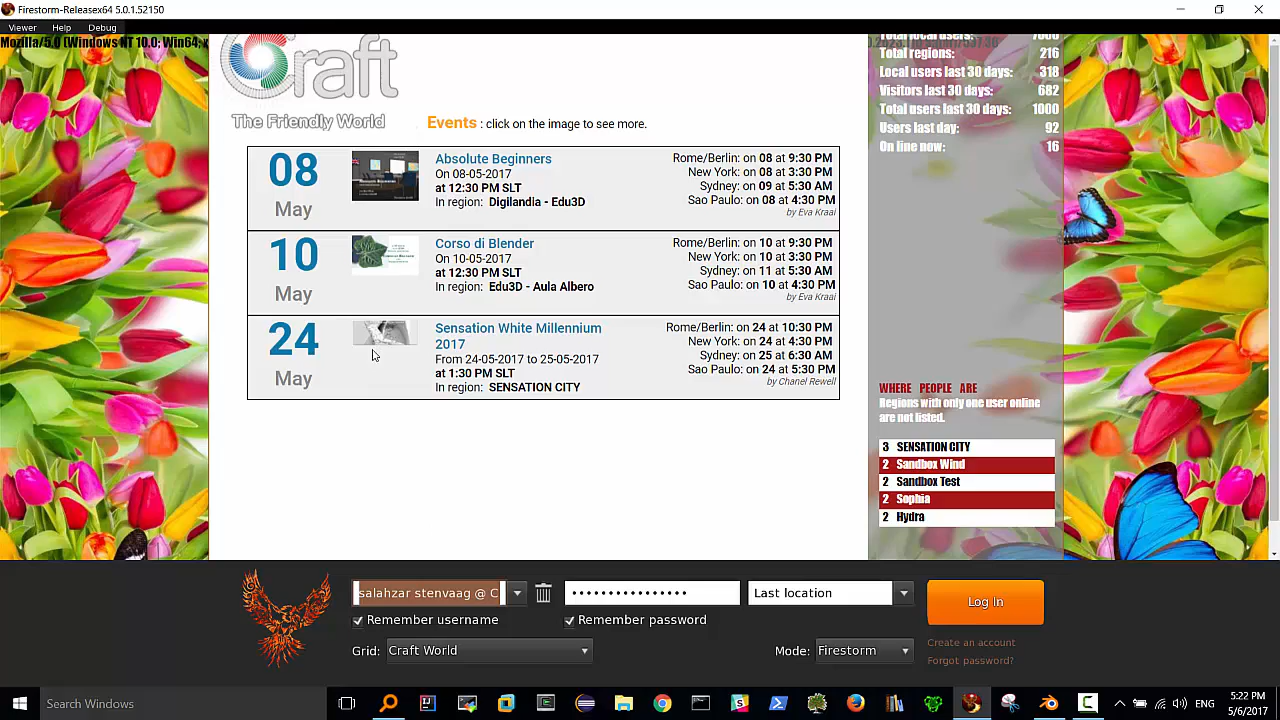 Firestorm-Releasex64 5.0.1.52150
Viewer Help Debug
Mozilla/5.0 (Windows NT 10.0; Win64; x
Total local users:
Total regions: 216
Local users last 30 days: 318
Visitors last 30 days: 682
Total users last 30 days: 1000
Users last day: 92
On line now: 16
Craft
The Friendly World
Events : click on the image to see more.
08
May
Absolute Beginners
On 08-05-2017
at 12:30 PM SLT
In region: Digilandia - Edu3D
Rome/Berlin: on 08 at 9:30 PM
New York: on 08 at 3:30 PM
Sydney: on 09 at 5:30 AM
Sao Paulo: on 08 at 4:30 PM
by Eva Kraai
10
May
Corso di Blender
On 10-05-2017
at 12:30 PM SLT
In region: Edu3D - Aula Albero
Rome/Berlin: on 10 at 9:30 PM
New York: on 10 at 3:30 PM
Sydney: on 11 at 5:30 AM
Sao Paulo: on 10 at 4:30 PM
by Eva Kraai
24
May
Sensation White Millennium
2017
From 24-05-2017 to 25-05-2017
at 1:30 PM SLT
In region: SENSATION CITY
Rome/Berlin: on 24 at 10:30 PM
New York: on 24 at 4:30 PM
Sydney: on 25 at 6:30 AM
Sao Paulo: on 24 at 5:30 PM
by Chanel Rewell
WHERE PEOPLE ARE
Regions with only one user online
are not listed.
3 SENSATION CITY
2 Sandbox Wind
2 Sandbox Test
2 Sophia
2 Hydra
salahzar stenvaag @ C
Last location
Log In
Remember username
Remember password
Create an account
Grid: Craft World
Mode: Firestorm
Forgot password?
Search Windows
ENG
5:22 PM
5/6/2017